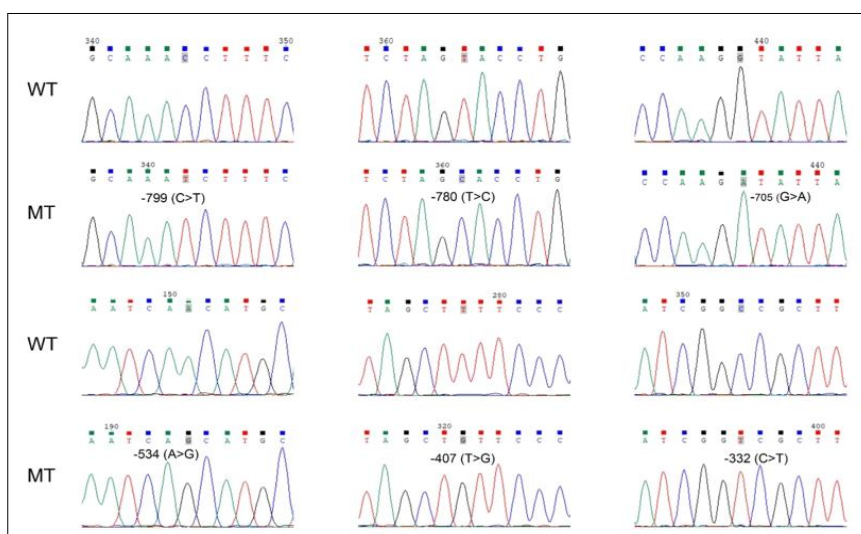 340 350 360 440
G C A A A C C T T T C T C T A G T A C C T G C C A A G G T A T T A
WT
340 360 440
G C A A A T C T T T C T C T A G C A C C T G C C A A G A T A T T A
-799 (C>T) -780 (T>C) -705 (G>A)
MT
150 280 350
A A T C A A C A T G C T A G C T T T T C C C A T C G G C C G C T T
WT
190 320 400
A A T C A G C A T G C T A G C T G T T C C C A T C G G T C G C T T
-534 (A>G) -407 (T>G) -332 (C>T)
MT